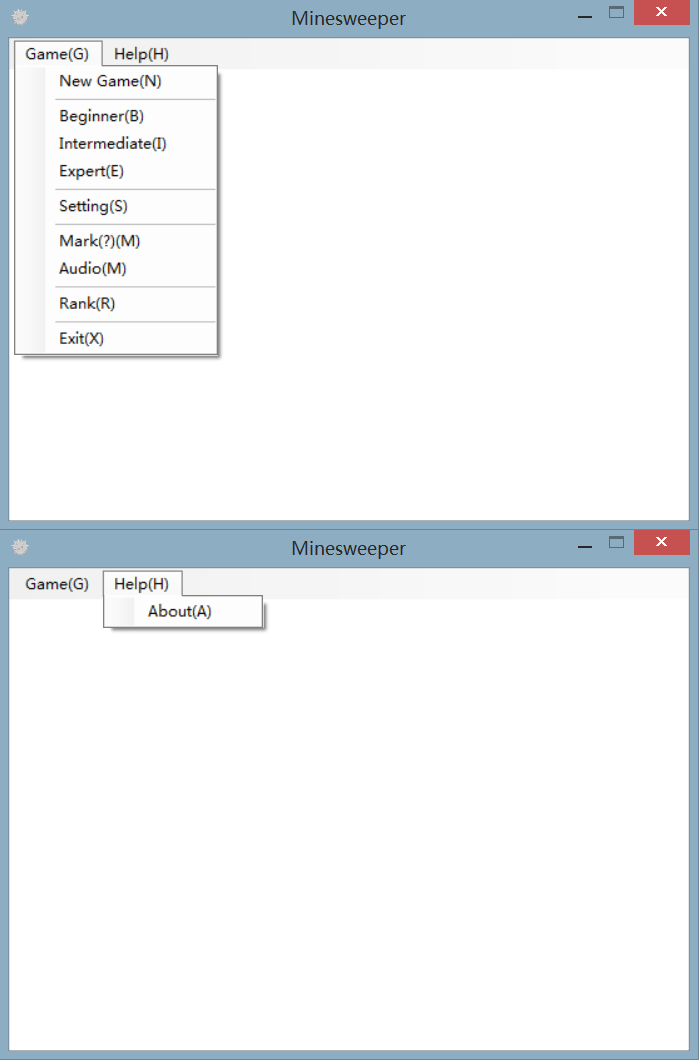 Minesweeper
Game(G) Help(H)
New Game(N)
Beginner(B)
Intermediate(I)
Expert(E)
Setting(S)
Mark(?)(M)
Audio(M)
Rank(R)
Exit(X)
Minesweeper
Game(G) Help(H)
About(A)